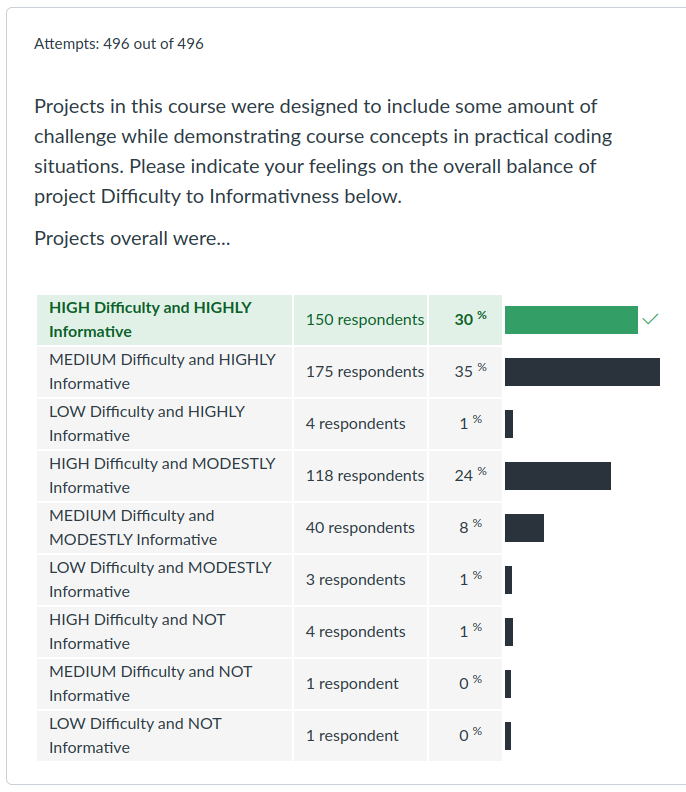 Attempts: 496 out of 496
Projects in this course were designed to include some amount of
challenge while demonstrating course concepts in practical coding
situations. Please indicate your feelings on the overall balance of
project Difficulty to Informativness below.
Projects overall were...
HIGH Difficulty and HIGHLY
Informative
150 respondents
30 %
MEDIUM Difficulty and HIGHLY
Informative
175 respondents
35 %
LOW Difficulty and HIGHLY
Informative
4 respondents
1 %
HIGH Difficulty and MODESTLY
Informative
118 respondents
24 %
MEDIUM Difficulty and
MODESTLY Informative
40 respondents
8 %
LOW Difficulty and MODESTLY
Informative
3 respondents
1 %
HIGH Difficulty and NOT
Informative
4 respondents
1 %
MEDIUM Difficulty and NOT
Informative
1 respondent
0 %
LOW Difficulty and NOT
Informative
1 respondent
0 %